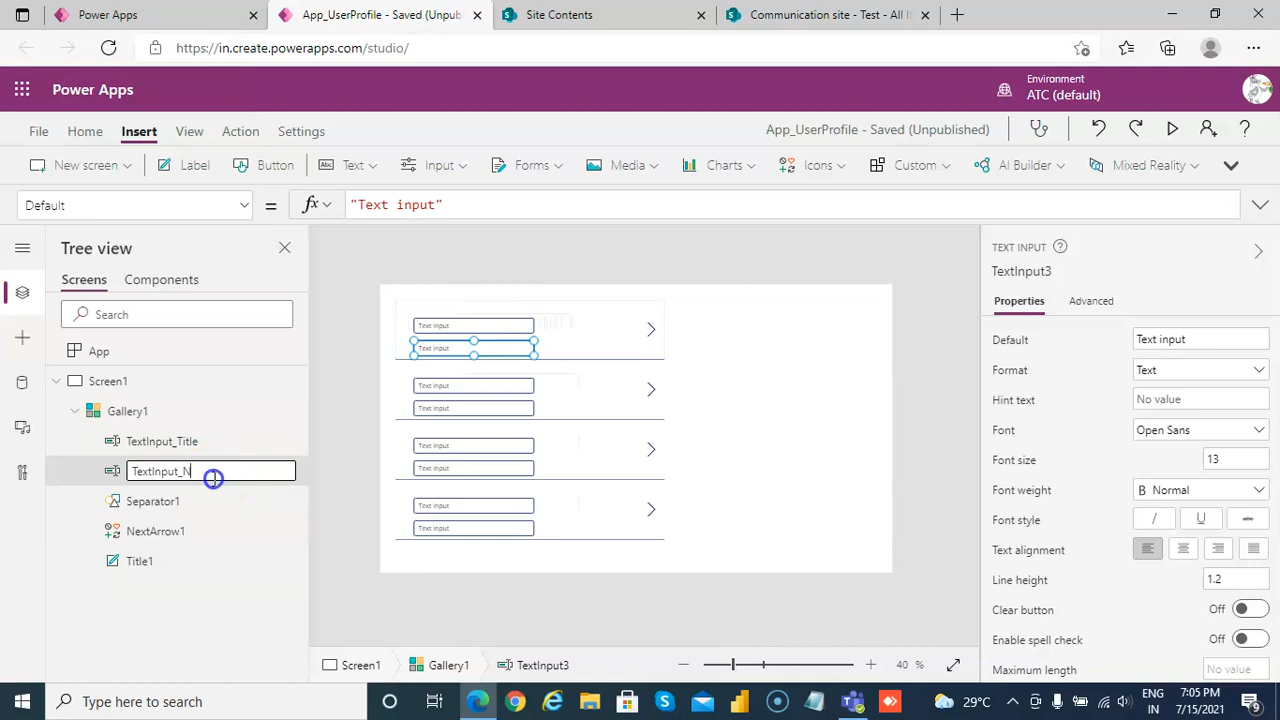 Power Apps
App_UserProfile - Saved (Unpubl
Site Contents
Communication site - Test - All I
https://in.create.powerapps.com/studio/
Power Apps
Environment
ATC (default)
File
Home
Insert
View
Action
Settings
App_UserProfile - Saved (Unpublished)
New screen
Label
Button
Abc
Text
Input
Forms
Media
Charts
Icons
Custom
AI Builder
Mixed Reality
Default
=
fx
"Text input"
Tree view
Screens
Components
Search
App
Screen1
Gallery1
TextInput_Title
TextInput_N
Separator1
NextArrow1
Title1
Text input
Text input
Text input
Text input
Text input
Text input
Text input
Text input
TEXT INPUT
TextInput3
Properties
Advanced
Default
Text input
Format
Text
Hint text
No value
Font
Open Sans
Font size
13
Font weight
B Normal
Font style
/ U abc
Text alignment
Line height
1.2
Clear button
Off
Enable spell check
Off
Maximum length
No value
Screen1
Gallery1
TextInput3
40 %
Type here to search
29°C
ENG
IN
7:05 PM
7/15/2021
9